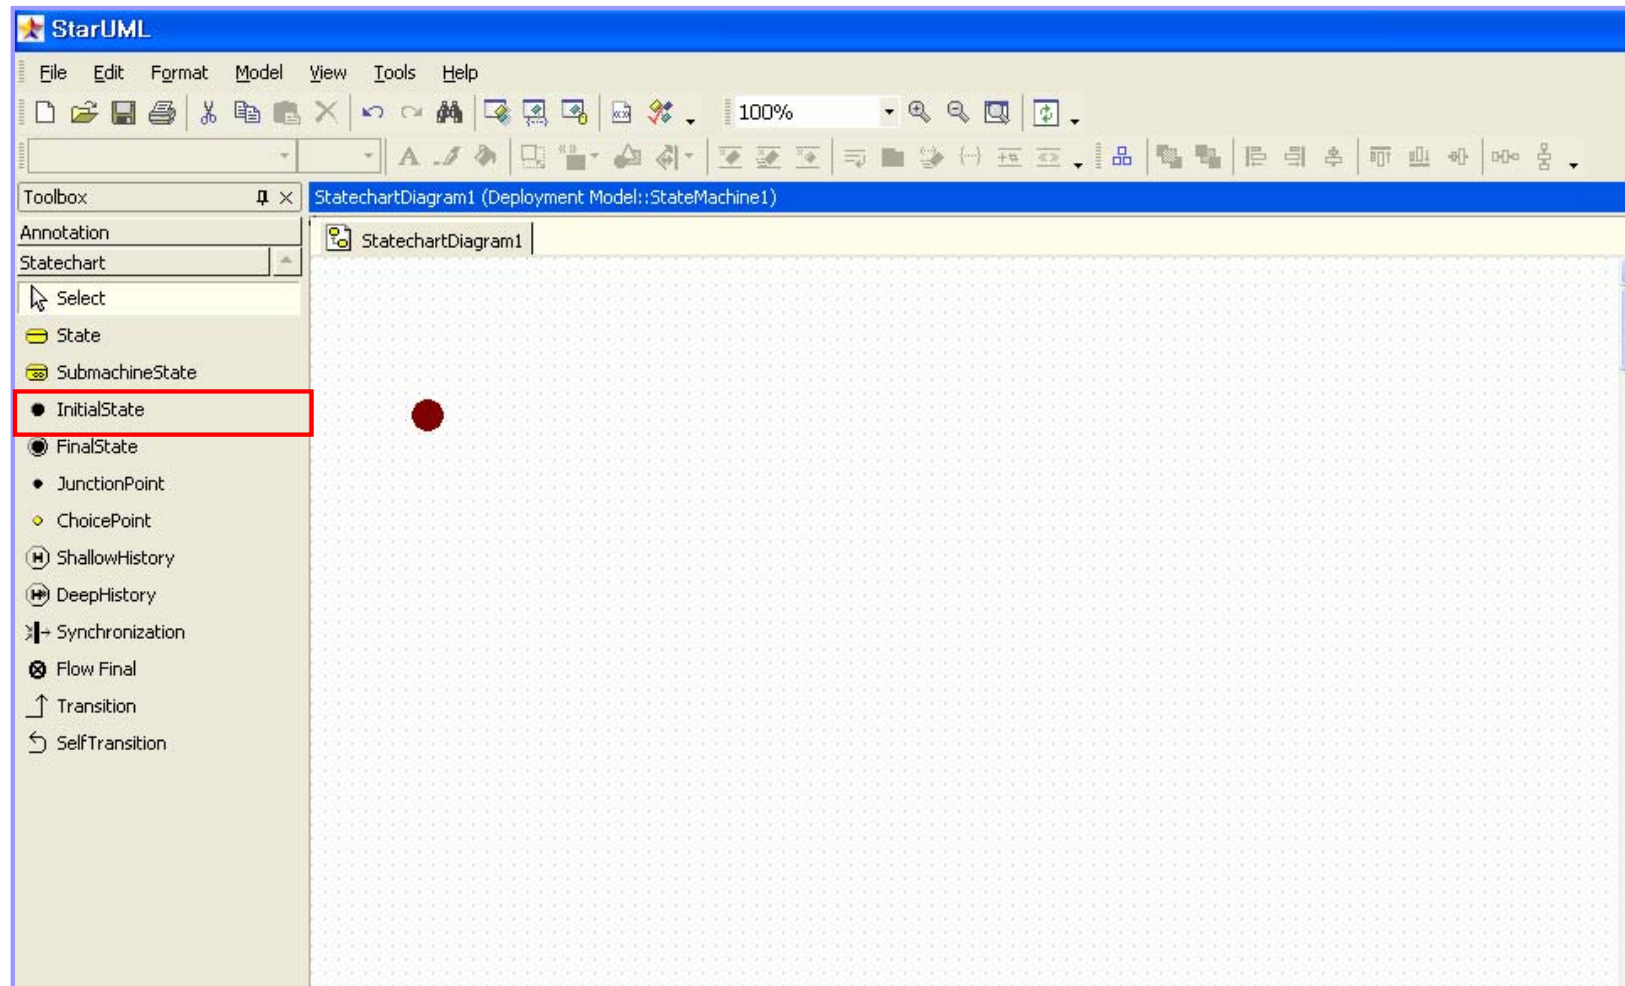 StarUML
File Edit Format Model View Tools Help
100%
Toolbox
StatechartDiagram1 (Deployment Model::StateMachine1)
Annotation
StatechartDiagram1
Statechart
Select
State
SubmachineState
InitialState
FinalState
JunctionPoint
ChoicePoint
ShallowHistory
DeepHistory
Synchronization
Flow Final
Transition
SelfTransition